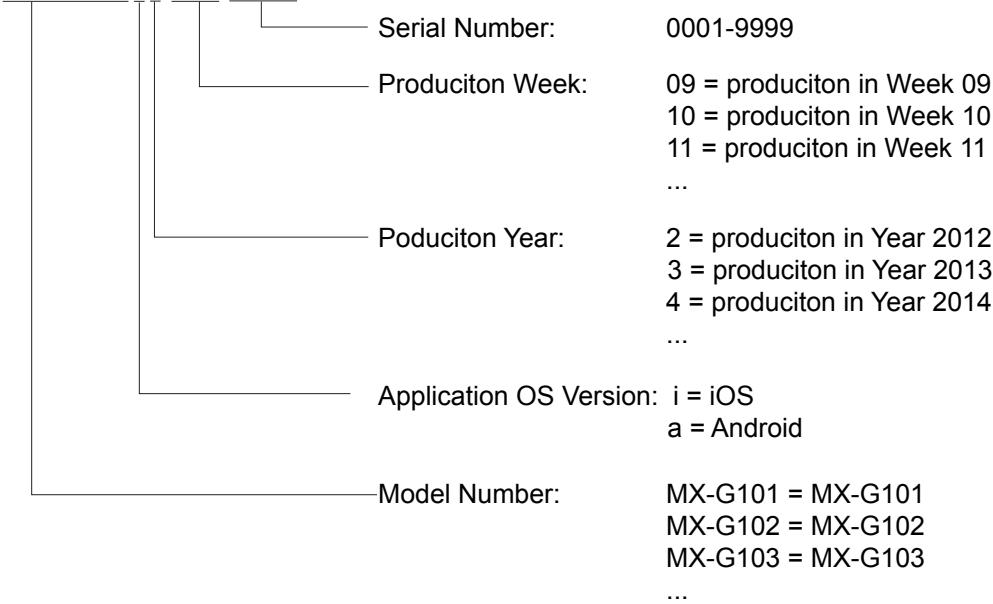 Serial Number: 0001-9999
Produciton Week: 09 = produciton in Week 09
10 = produciton in Week 10
11 = produciton in Week 11
...
Poduciton Year: 2 = produciton in Year 2012
3 = produciton in Year 2013
4 = produciton in Year 2014
...
Application OS Version: i = iOS
a = Android
Model Number: MX-G101 = MX-G101
MX-G102 = MX-G102
MX-G103 = MX-G103
...